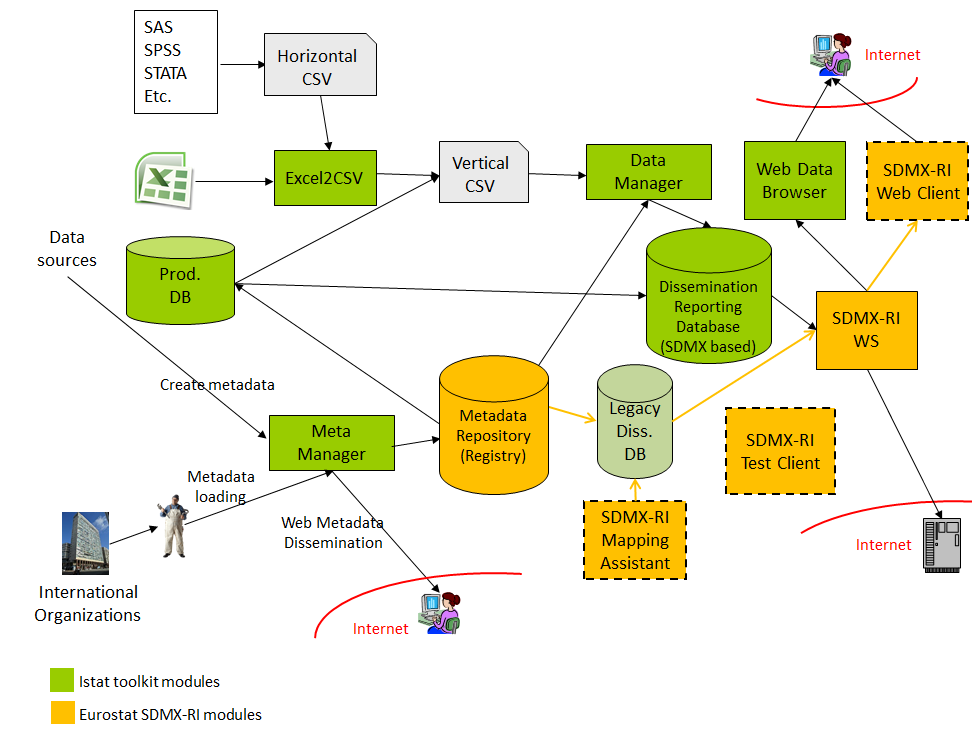 SAS
SPSS
STATA
Etc.
Horizontal
CSV
Internet
Excel2CSV
Vertical
CSV
Data
Manager
Web Data
Browser
SDMX-RI
Web Client
Data
sources
Prod.
DB
Dissemination
Reporting
Database
(SDMX based)
SDMX-RI
WS
Create metadata
Metadata
Repository
(Registry)
Legacy
Diss.
DB
Meta
Manager
SDMX-RI
Test Client
Metadata
loading
Web Metadata
Dissemination
SDMX-RI
Mapping
Assistant
Internet
International
Organizations
Internet
Istat toolkit modules
Eurostat SDMX-RI modules